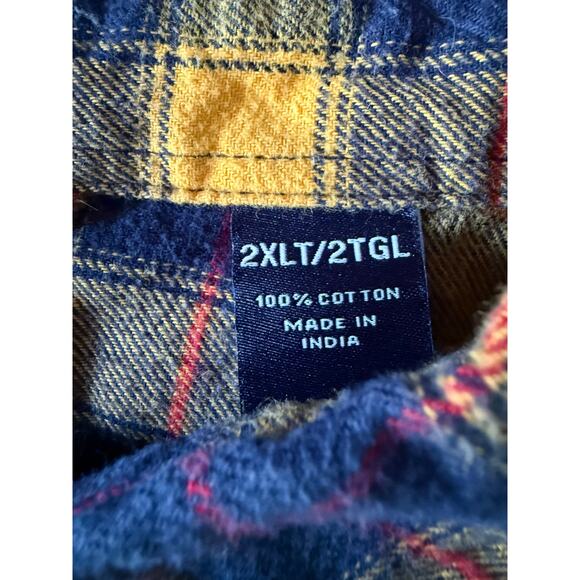 2XLT/2TGL
100% COTTON
MADE IN
INDIA